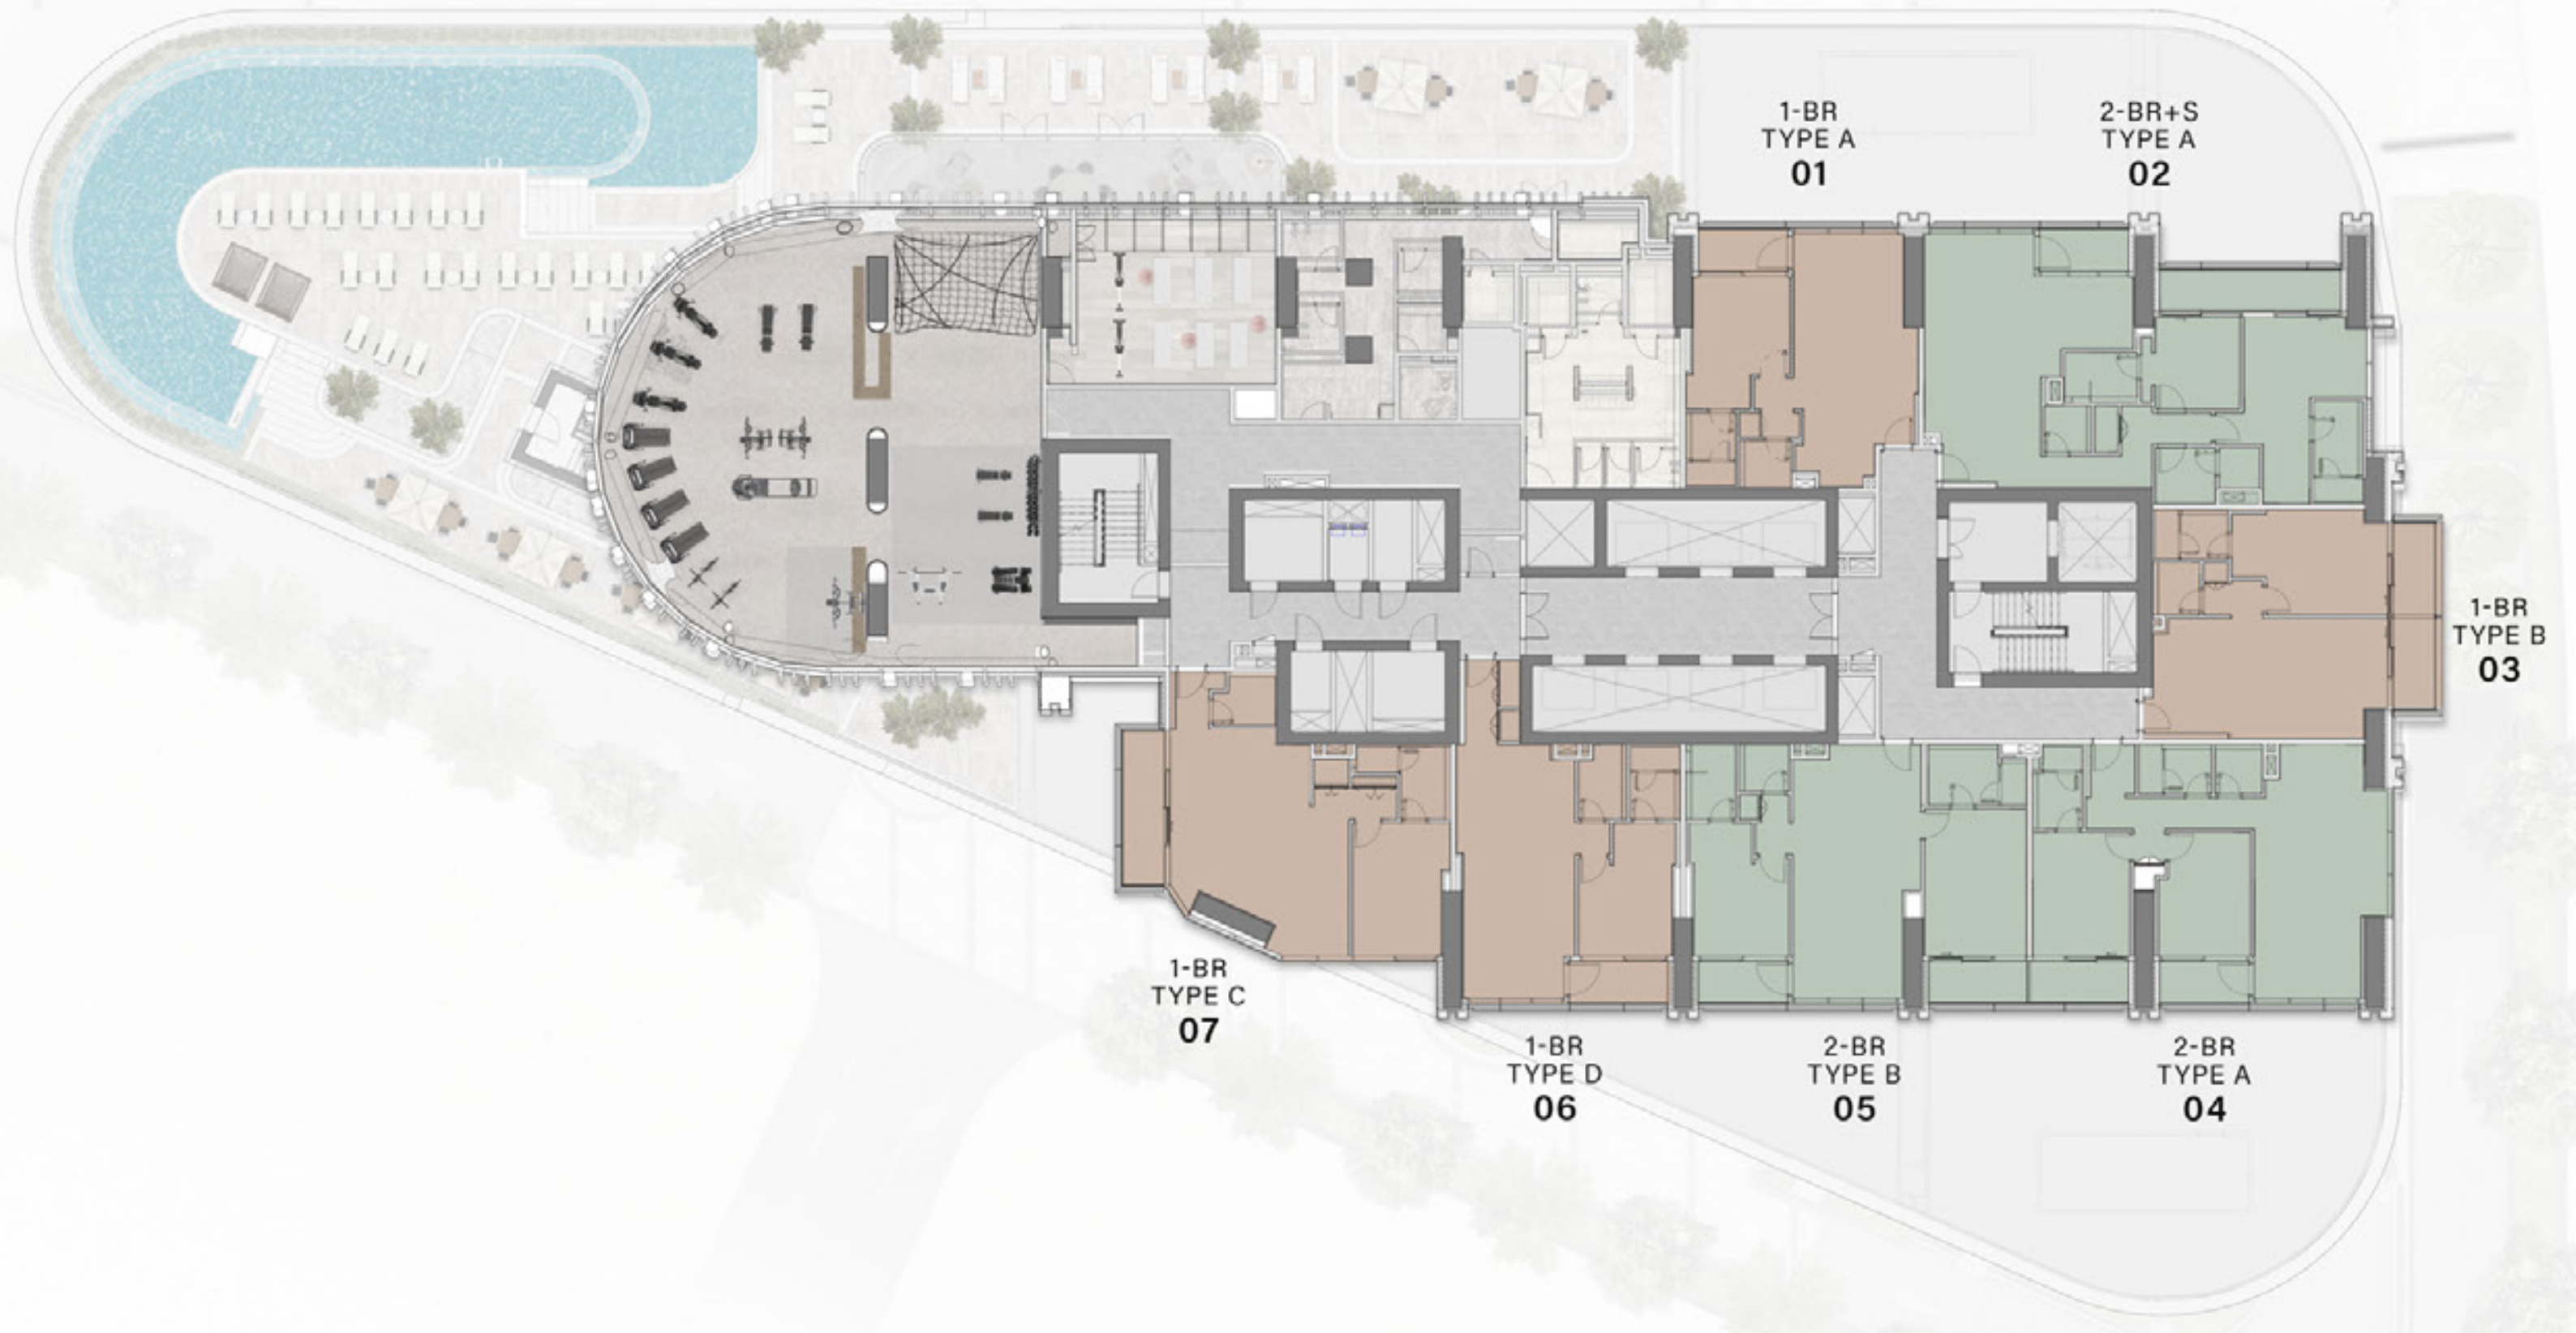 1-BR
TYPE A
01
2-BR+S
TYPE A
02
1-BR
TYPE B
03
1-BR
TYPE C
07
1-BR
TYPE D
06
2-BR
TYPE B
05
2-BR
TYPE A
04